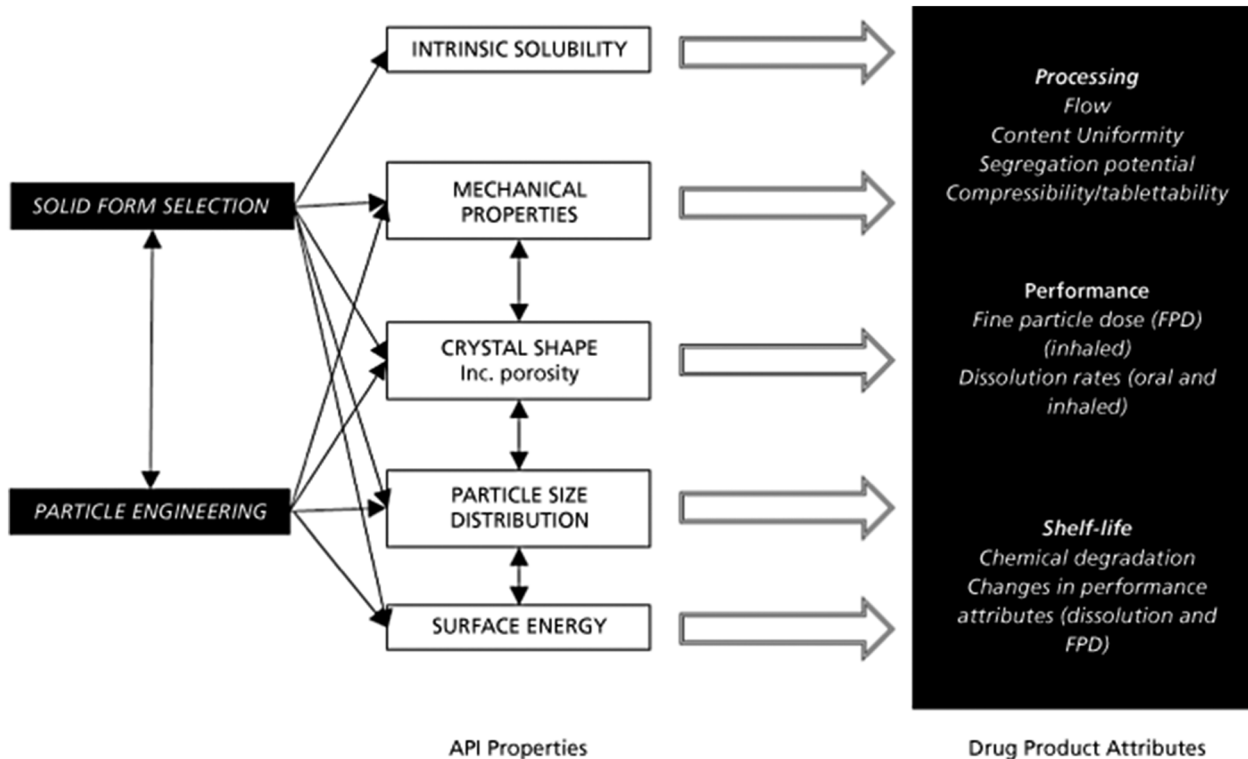 INTRINSIC SOLUBILITY
SOLID FORM SELECTION
MECHANICAL
PROPERTIES
CRYSTAL SHAPE
Inc. porosity
PARTICLE ENGINEERING
PARTICLE SIZE
DISTRIBUTION
SURFACE ENERGY
API Properties
Processing
Flow
Content Uniformity
Segregation potential
Compressibility/tablettability
Performance
Fine particle dose (FPD)
(inhaled)
Dissolution rates (oral and
inhaled)
Shelf-life
Chemical degradation
Changes in performance
attributes (dissolution and
FPD)
Drug Product Attributes